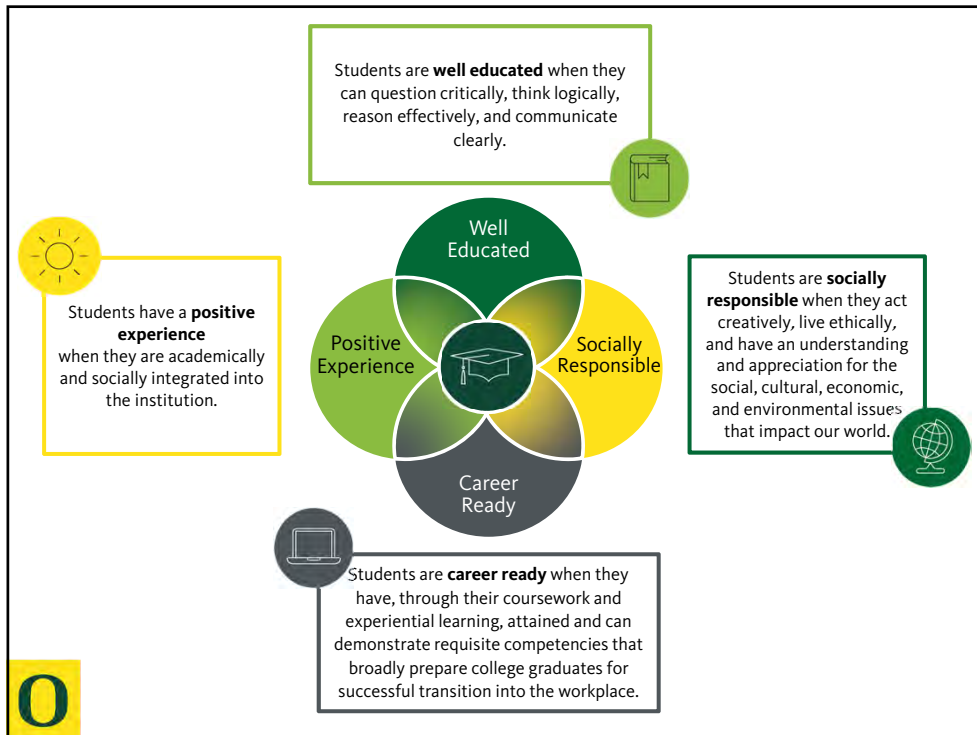 Students are well educated when they
can question critically, think logically,
reason effectively, and communicate
clearly.
Well
Educated
Students have a positive
experience
when they are academically
and socially integrated into
the institution.
Positive
Experience
Socially
Responsible
Students are socially
responsible when they act
creatively, live ethically,
and have an understanding
and appreciation for the
social, cultural, economic,
and environmental issues
that impact our world.
Career
Ready
Students are career ready when they
have, through their coursework and
experiential learning, attained and can
demonstrate requisite competencies that
broadly prepare college graduates for
successful transition into the workplace.
O